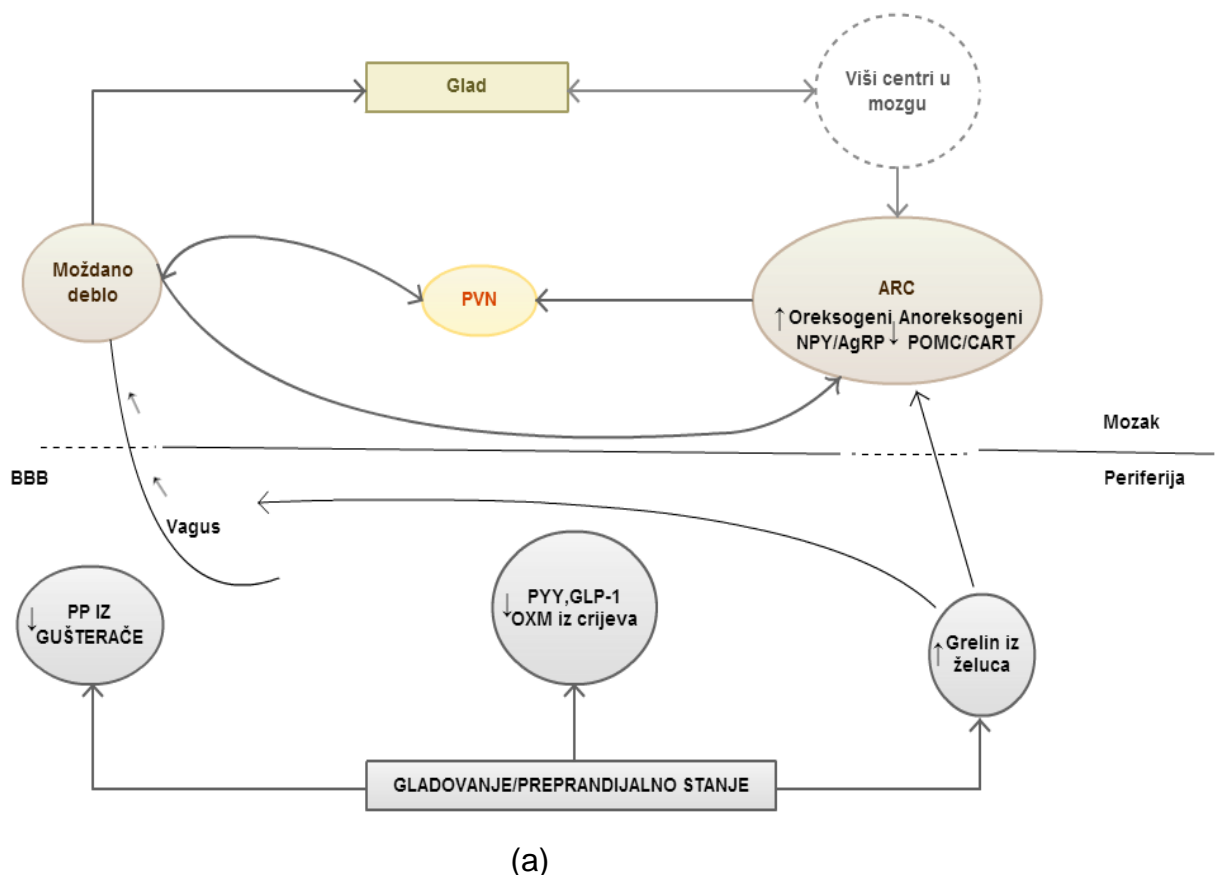 Glad
Viši centri u
mozgu
Moždano
deblo
PVN
ARC
↑ Oreksogeni Anoreksogeni
NPY/AgRP ↓ POMC/CART
Mozak
BBB
Periferija
Vagus
↓ PP IZ
GUŠTERAČE
↓ PYY,GLP-1
OXM iz crijeva
↑ Grelin iz
želuca
GLADOVANJE/PREPRANDIJALNO STANJE
(a)